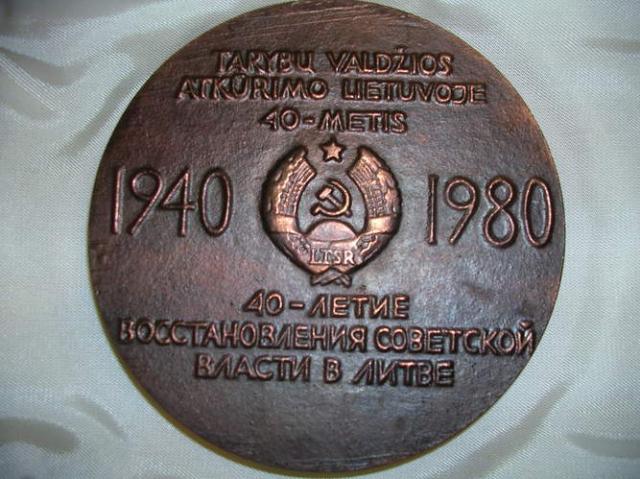 TARYBŲ VALDŽIOS
ATKŪRIMO LIETUVOJE
40-METIS
1940 1980
LTSR
40-ЛЕТИЕ
ВОССТАНОВЛЕНИЯ СОВЕТСКОЙ
ВЛАСТИ В ЛИТВЕ